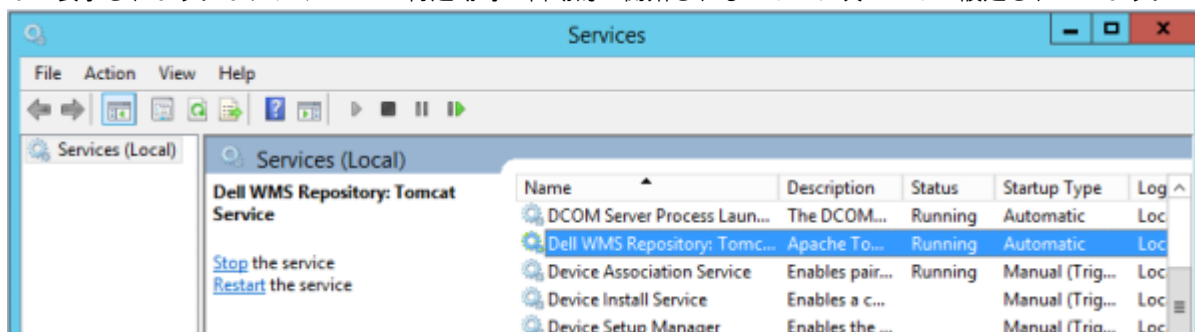 Services
File Action View Help
Services (Local)
Services (Local)
Dell WMS Repository: Tomcat
Service
Stop the service
Restart the service
Name Description Status Startup Type Log
DCOM Server Process Laun... The DCOM... Running Automatic Loc
Dell WMS Repository: Tomc... Apache To... Running Automatic Loc
Device Association Service Enables pair... Running Manual (Trig... Loc
Device Install Service Enables a c... Manual (Trig... Loc
Device Setup Manager Enables the ... Manual (Trig... Loc